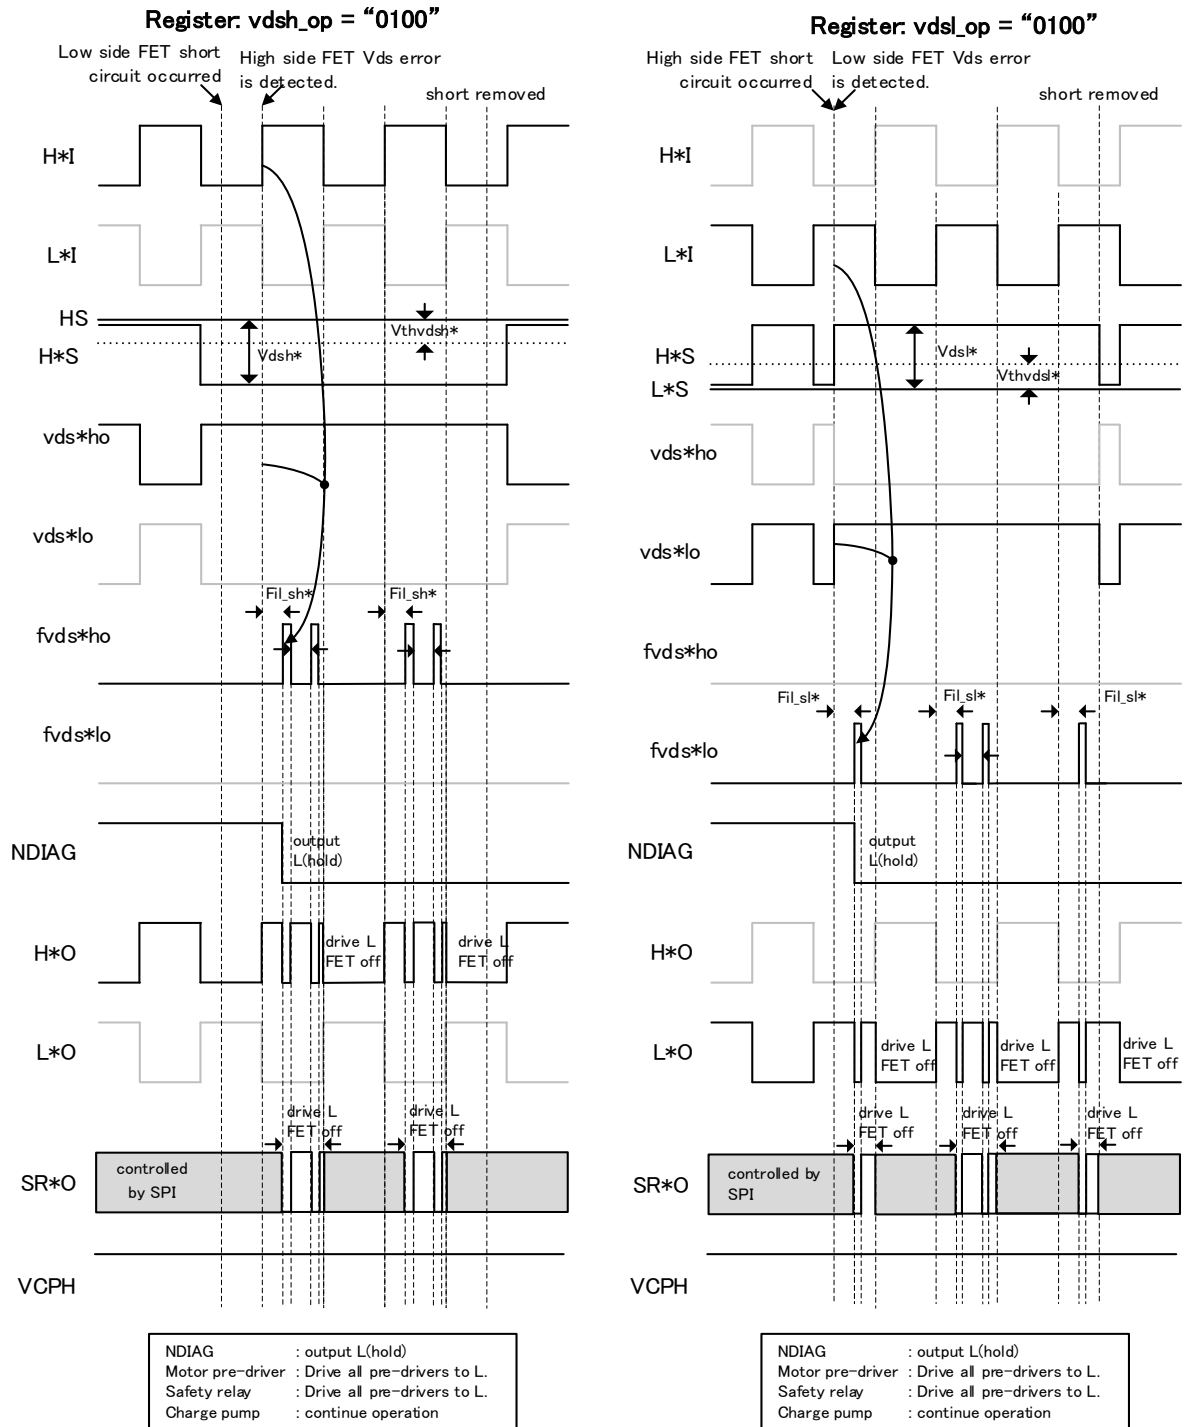 Register: vdsh_op = “0100”
Low side FET short
circuit occurred
High side FET Vds error
is detected.
short removed
H*I
L*I
HS
Vthvdsh*
H*S
Vdsh*
vds*ho
vds*lo
Fil_sh*
Fil_sh*
fvds*ho
fvds*lo
NDIAG
output
L(hold)
H*O
drive L
FET off
drive L
FET off
L*O
drive L
FET off
drive L
FET off
SR*O
controlled
by SPI
VCPH
NDIAG : output L(hold)
Motor pre-driver : Drive all pre-drivers to L.
Safety relay : Drive all pre-drivers to L.
Charge pump : continue operation
Register: vdsl_op = “0100”
High side FET short
circuit occurred
Low side FET Vds error
is detected.
short removed
H*I
L*I
H*S
Vdsl*
Vthvdsl*
L*S
vds*ho
vds*lo
fvds*ho
Fil_sl*
Fil_sl*
Fil_sl*
fvds*lo
NDIAG
output
L(hold)
H*O
L*O
drive L
FET off
drive L
FET off
drive L
FET off
drive L
FET off
drive L
FET off
drive L
FET off
SR*O
controlled by
SPI
VCPH
NDIAG : output L(hold)
Motor pre-driver : Drive all pre-drivers to L.
Safety relay : Drive all pre-drivers to L.
Charge pump : continue operation